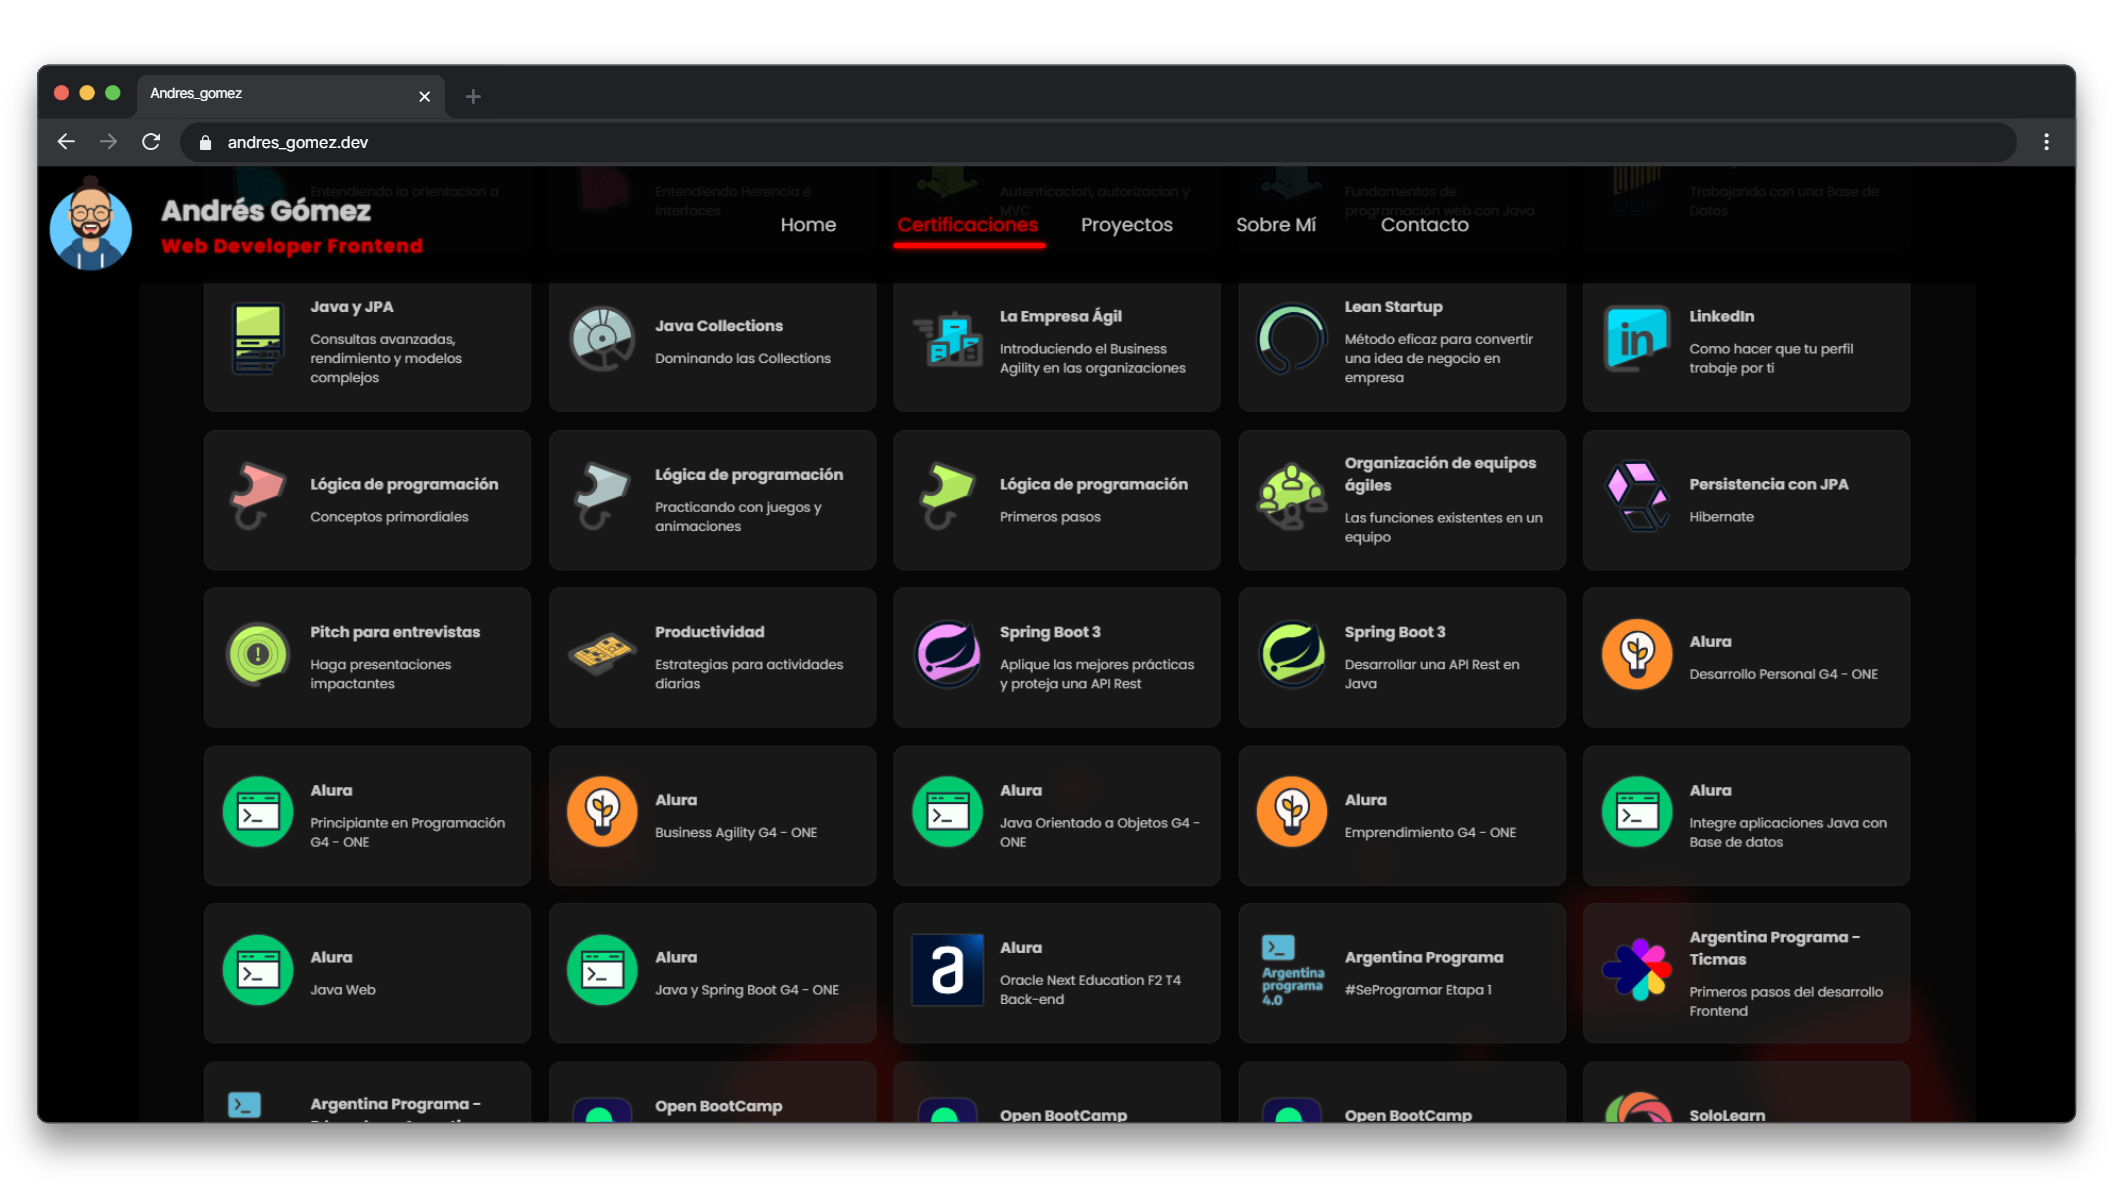 Andres_gomez
andres_gomez.dev
Entendiendo la orientacion a
Entendiendo Herencia e
Interfaces
Autenticacion, autorizacion y
MVC
Fundamentos de
programación web con Java
Trabajando con una Base de
Datos
Andrés Gómez
Web Developer Frontend
Home
Certificaciones
Proyectos
Sobre Mí
Contacto
Java y JPA
Consultas avanzadas,
rendimiento y modelos
complejos
Java Collections
Dominando las Collections
La Empresa Ágil
Introduciendo el Business
Agility en las organizaciones
Lean Startup
Método eficaz para convertir
una idea de negocio en
empresa
in
LinkedIn
Como hacer que tu perfil
trabaje por ti
Lógica de programación
Conceptos primordiales
Lógica de programación
Practicando con juegos y
animaciones
Lógica de programación
Primeros pasos
Organización de equipos
ágiles
Las funciones existentes en un
equipo
Persistencia con JPA
Hibernate
Pitch para entrevistas
Haga presentaciones
impactantes
Productividad
Estrategias para actividades
diarias
Spring Boot 3
Aplique las mejores prácticas
y proteja una API Rest
Spring Boot 3
Desarrollar una API Rest en
Java
Alura
Desarrollo Personal G4 - ONE
Alura
Principiante en Programación
G4 - ONE
Alura
Business Agility G4 - ONE
Alura
Java Orientado a Objetos G4 -
ONE
Alura
Emprendimiento G4 - ONE
Alura
Integre aplicaciones Java con
Base de datos
Alura
Java Web
Alura
Java y Spring Boot G4 - ONE
a
Alura
Oracle Next Education F2 T4
Back-end
Argentina
programa
4.0
Argentina Programa
#SeProgramar Etapa 1
Argentina Programa -
Ticmas
Primeros pasos del desarrollo
Frontend
Argentina Programa -
Open BootCamp
Open BootCamp
Open BootCamp
SoloLearn